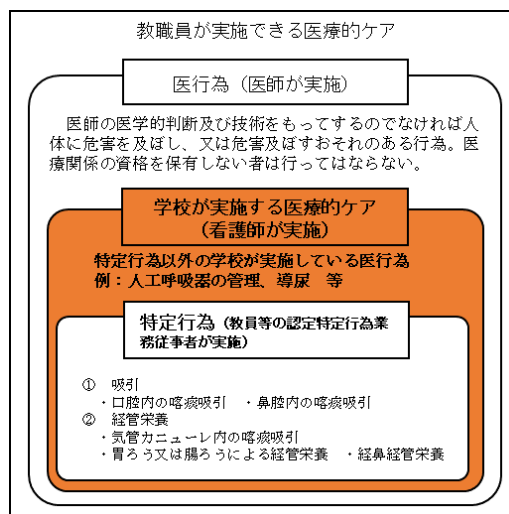 教職員が実施できる医療的ケア
医行為（医師が実施）
医師の医学的判断及び技術をもってするのでなければ人
体に危害を及ぼし、又は危害及ぼすおそれのある行為。医
療関係の資格を保有しない者は行ってはならない。
学校が実施する医療的ケア
（看護師が実施）
特定行為以外の学校が実施している医行為
例：人工呼吸器の管理、導尿　等
特定行為（教員等の認定特定行為業
務従事者が実施）
①　吸引
・口腔内の喀痰吸引　・鼻腔内の喀痰吸引
②　経管栄養
・気管カニューレ内の喀痰吸引
・胃ろう又は腸ろうによる経管栄養　・経鼻経管栄養